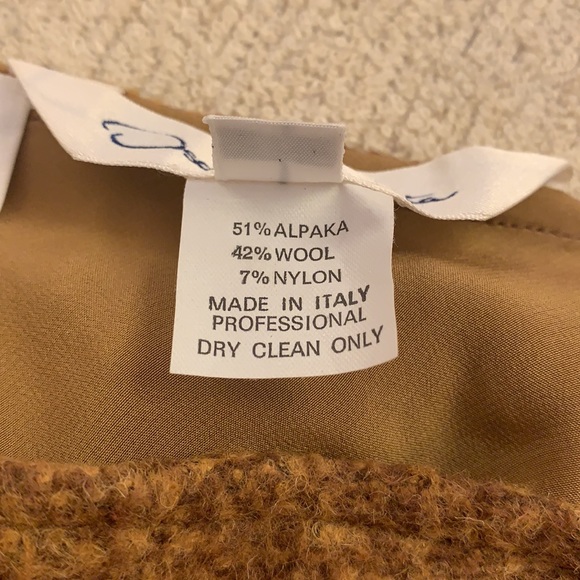 51% ALPAKA
42% WOOL
7% NYLON
MADE IN ITALY
PROFESSIONAL
DRY CLEAN ONLY